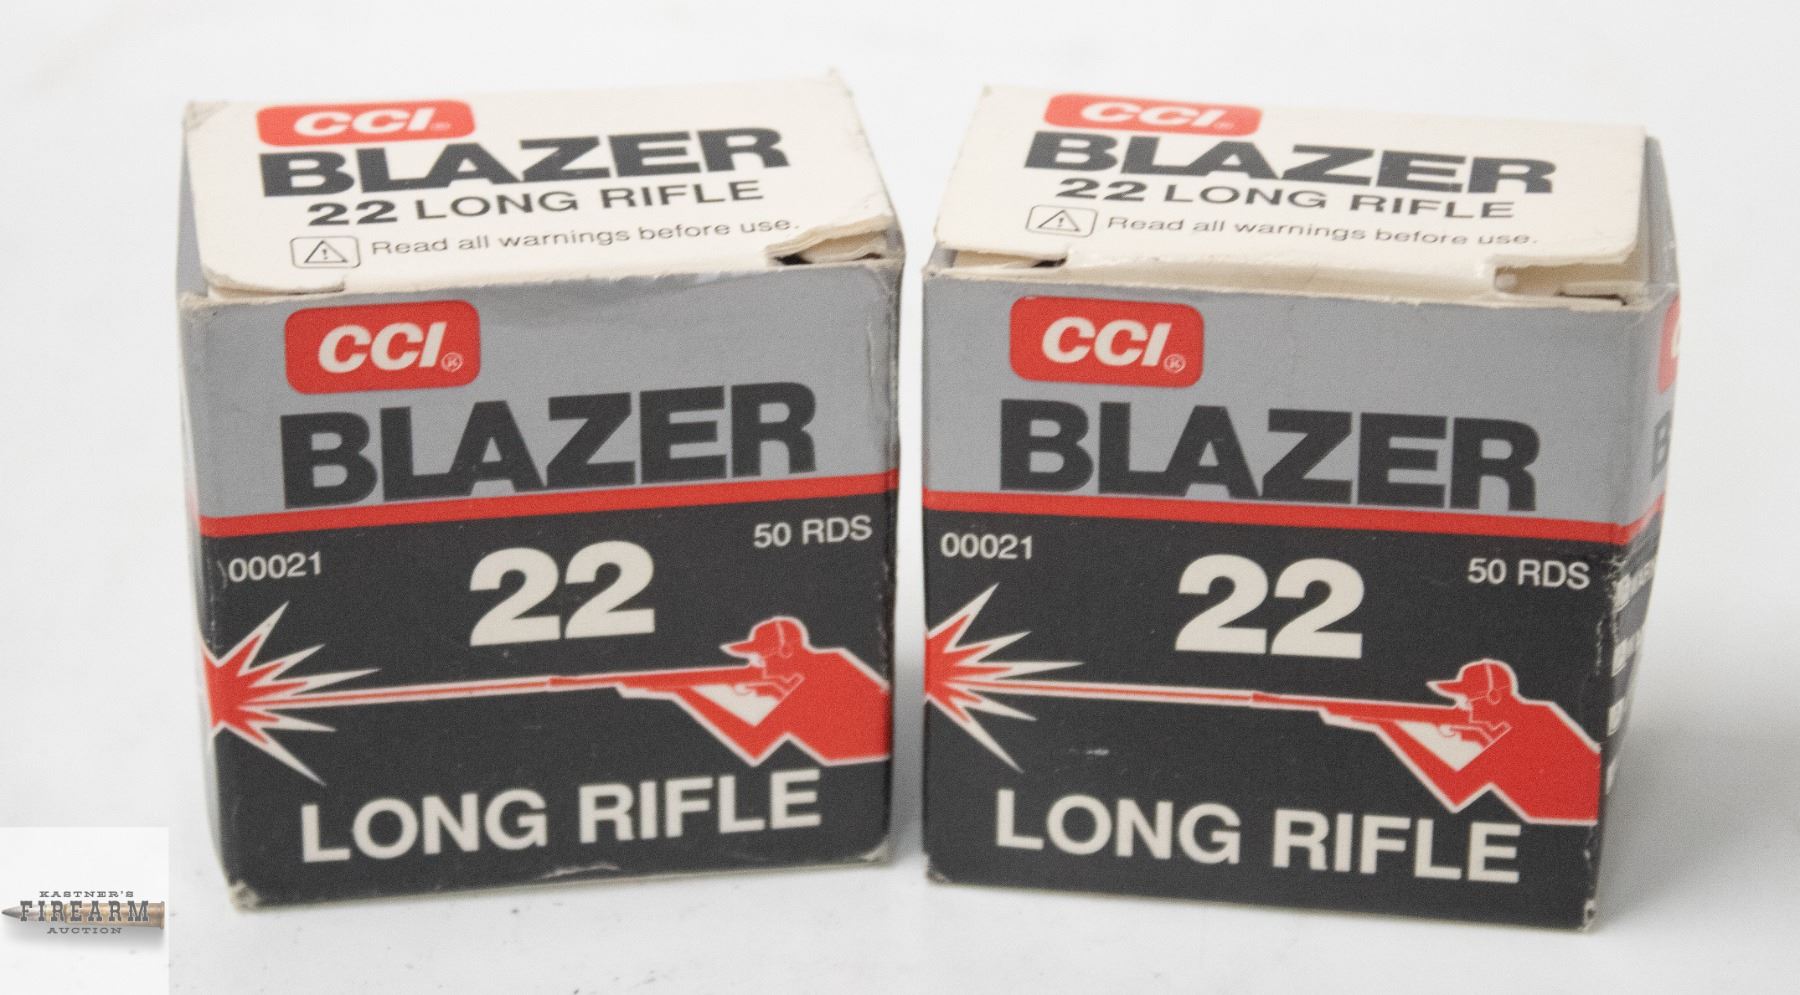 CCI®
BLAZER
22 LONG RIFLE
Read all warnings before use.
CCI®
BLAZER
00021
50 RDS
22
LONG RIFLE
CCI®
BLAZER
22 LONG RIFLE
Read all warnings before use.
CCI®
BLAZER
00021
50 RDS
22
LONG RIFLE
KASTNER'S
FIREARM
AUCTION